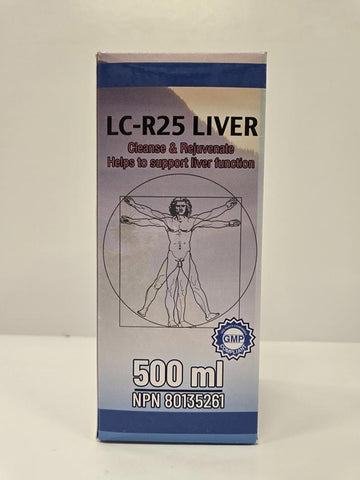 LC-R25 LIVER
Cleanse & Rejuvenate
Helps to support liver function
GMP
500 ml
NPN 80135261